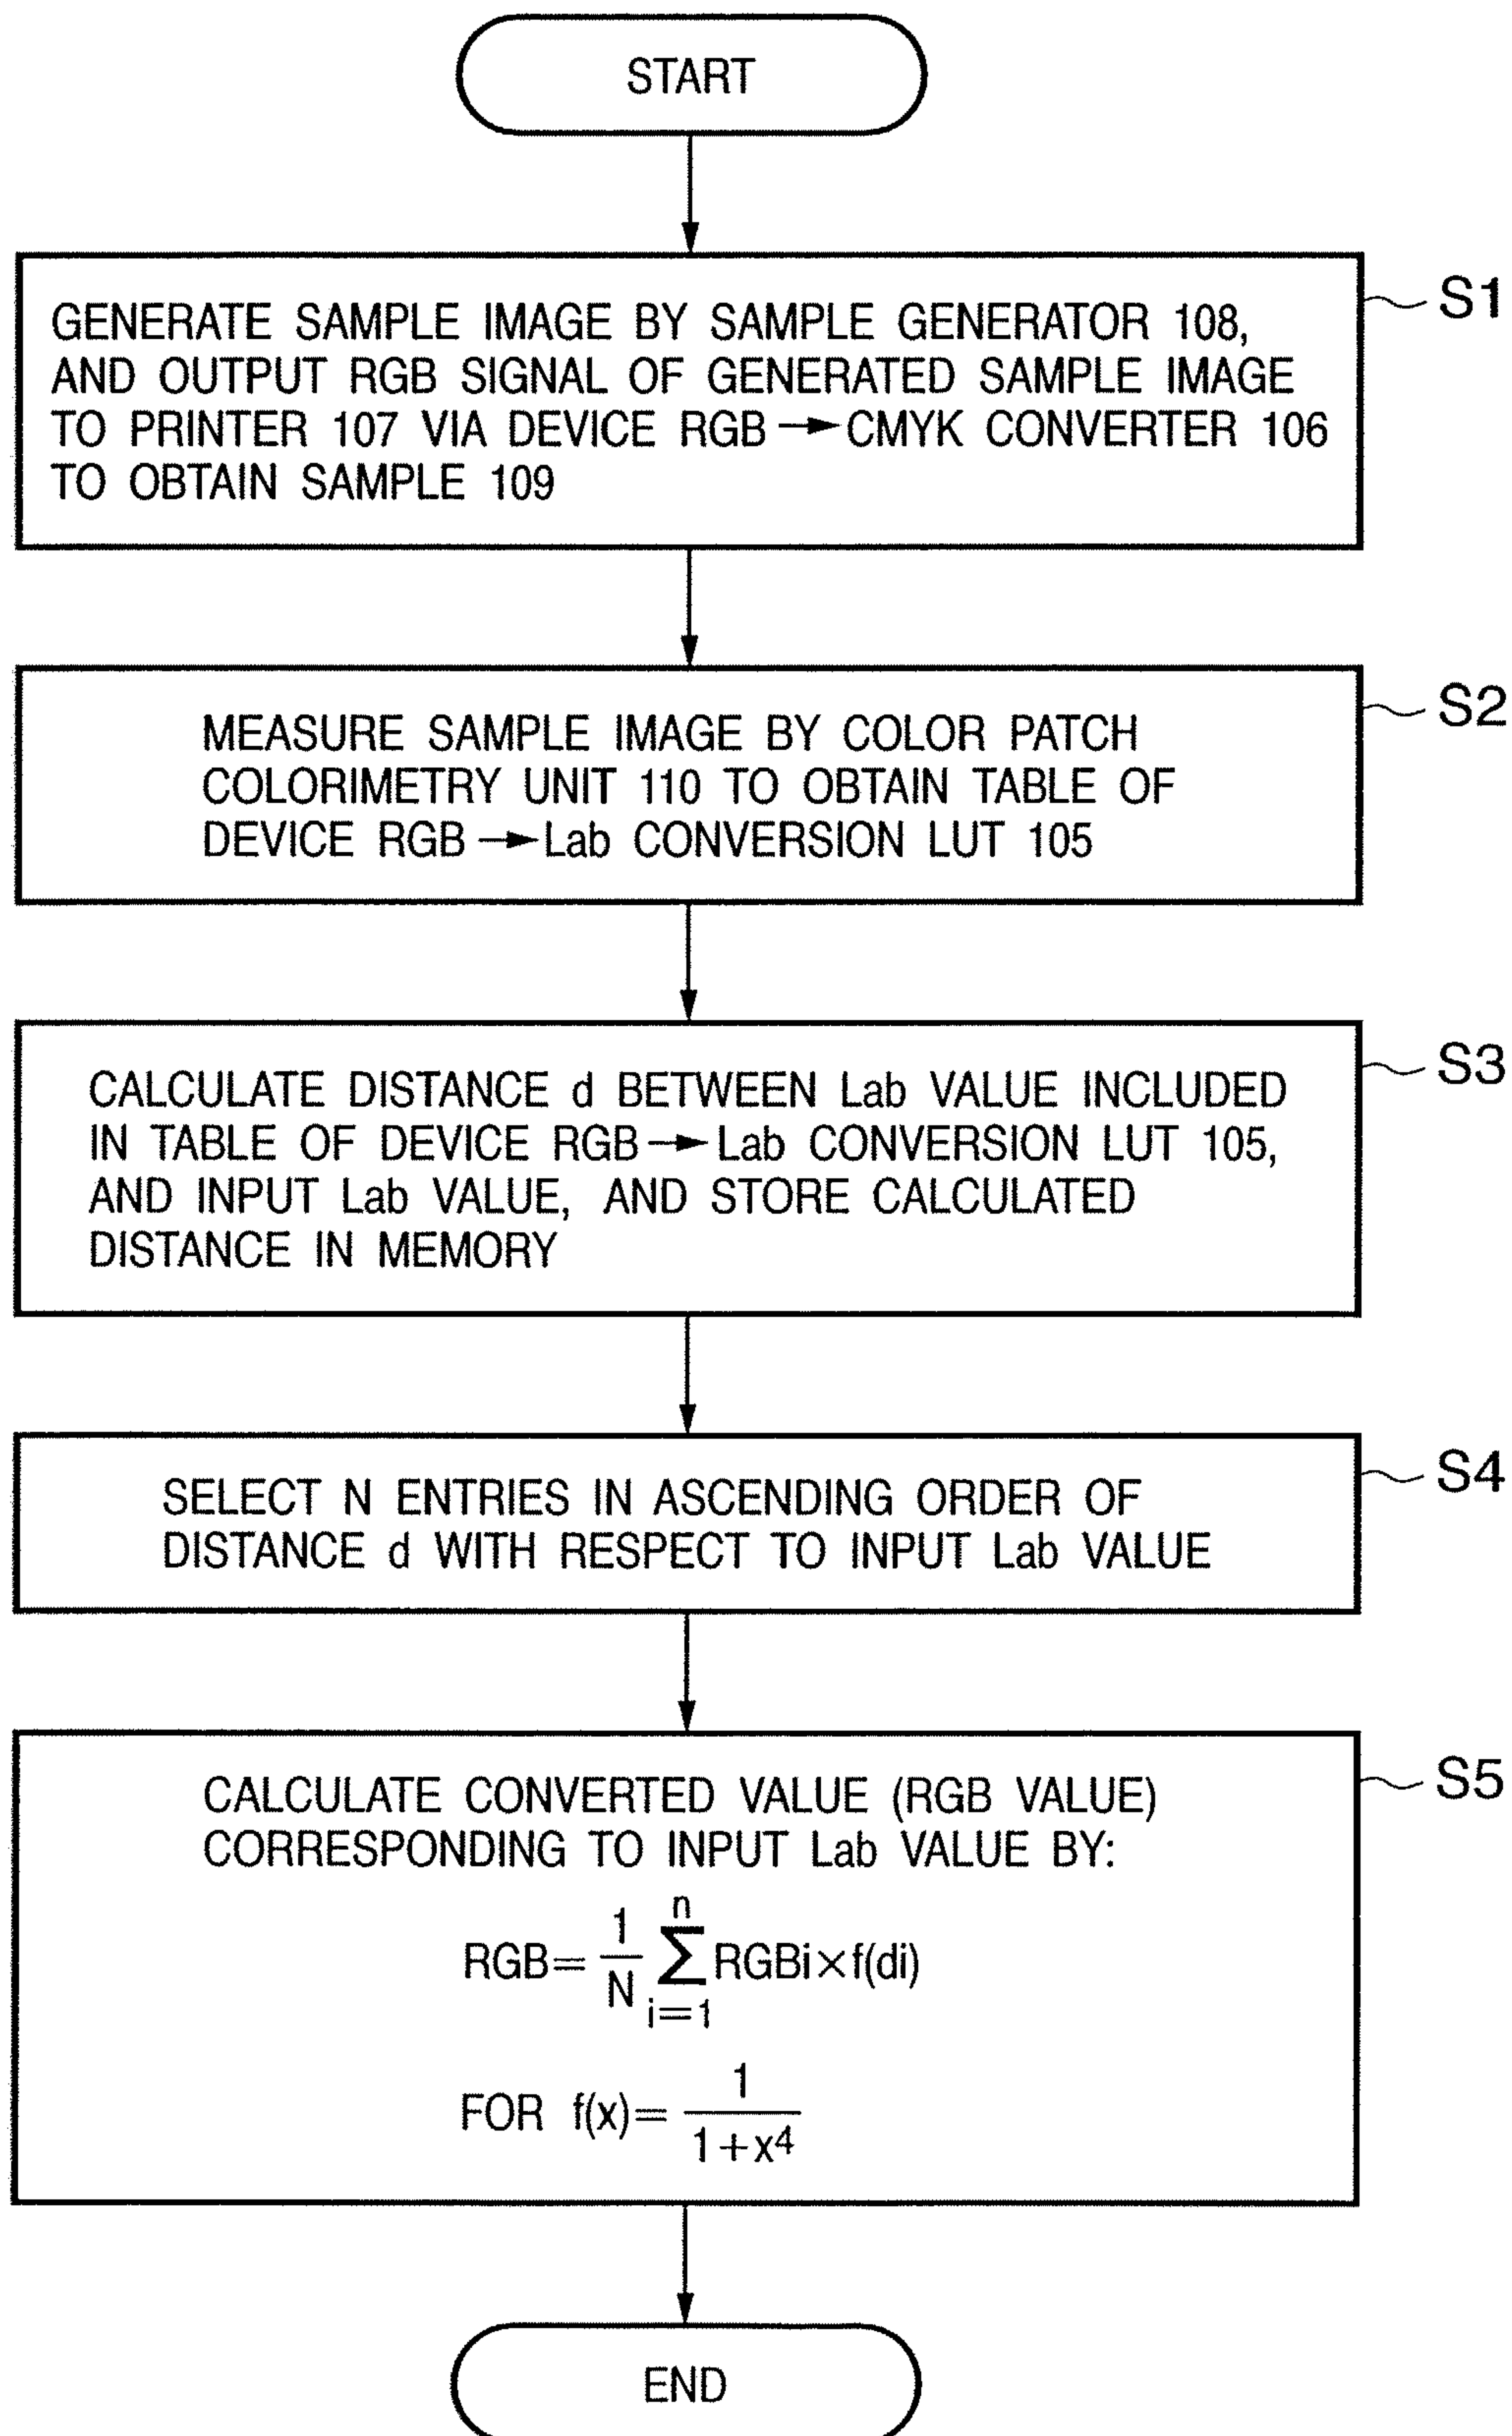 START
S1
GENERATE SAMPLE IMAGE BY SAMPLE GENERATOR 108,
AND OUTPUT RGB SIGNAL OF GENERATED SAMPLE IMAGE
TO PRINTER 107 VIA DEVICE RGB → CMYK CONVERTER 106
TO OBTAIN SAMPLE 109
S2
MEASURE SAMPLE IMAGE BY COLOR PATCH
COLORIMETRY UNIT 110 TO OBTAIN TABLE OF
DEVICE RGB → Lab CONVERSION LUT 105
S3
CALCULATE DISTANCE d BETWEEN Lab VALUE INCLUDED
IN TABLE OF DEVICE RGB → Lab CONVERSION LUT 105,
AND INPUT Lab VALUE, AND STORE CALCULATED
DISTANCE IN MEMORY
S4
SELECT N ENTRIES IN ASCENDING ORDER OF
DISTANCE d WITH RESPECT TO INPUT Lab VALUE
S5
CALCULATE CONVERTED VALUE (RGB VALUE)
CORRESPONDING TO INPUT Lab VALUE BY:
RGB= 1/N n∑i=1 RGBi×f(di)
FOR f(x)= 1/1+x⁴
END